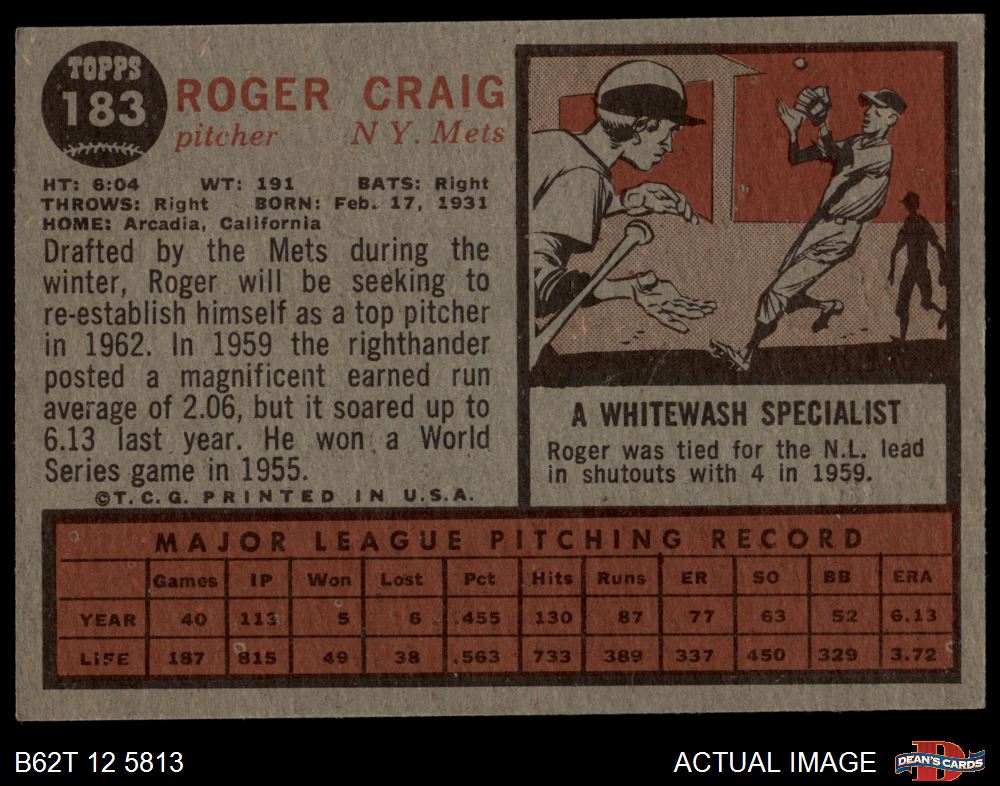 TOPPS
183
ROGER CRAIG
pitcher N Y. Mets
HT: 6:04 WT: 191 BATS: Right
THROWS: Right BORN: Feb. 17, 1931
HOME: Arcadia, California
Drafted by the Mets during the
winter, Roger will be seeking to
re-establish himself as a top pitcher
in 1962. In 1959 the righthander
posted a magnificent earned run
average of 2.06, but it soared up to
6.13 last year. He won a World
Series game in 1955.
©T.C.G. PRINTED IN U.S.A.
A WHITEWASH SPECIALIST
Roger was tied for the N.L. lead
in shutouts with 4 in 1959.
MAJOR LEAGUE PITCHING RECORD
Games IP Won Lost Pct Hits Runs ER SO BB ERA
YEAR 40 113 5 6 .455 130 87 77 63 52 6.13
LIFE 187 815 49 38 .563 733 389 337 450 329 3.72
B62T 12 5813 ACTUAL IMAGE DEAN'S CARDS